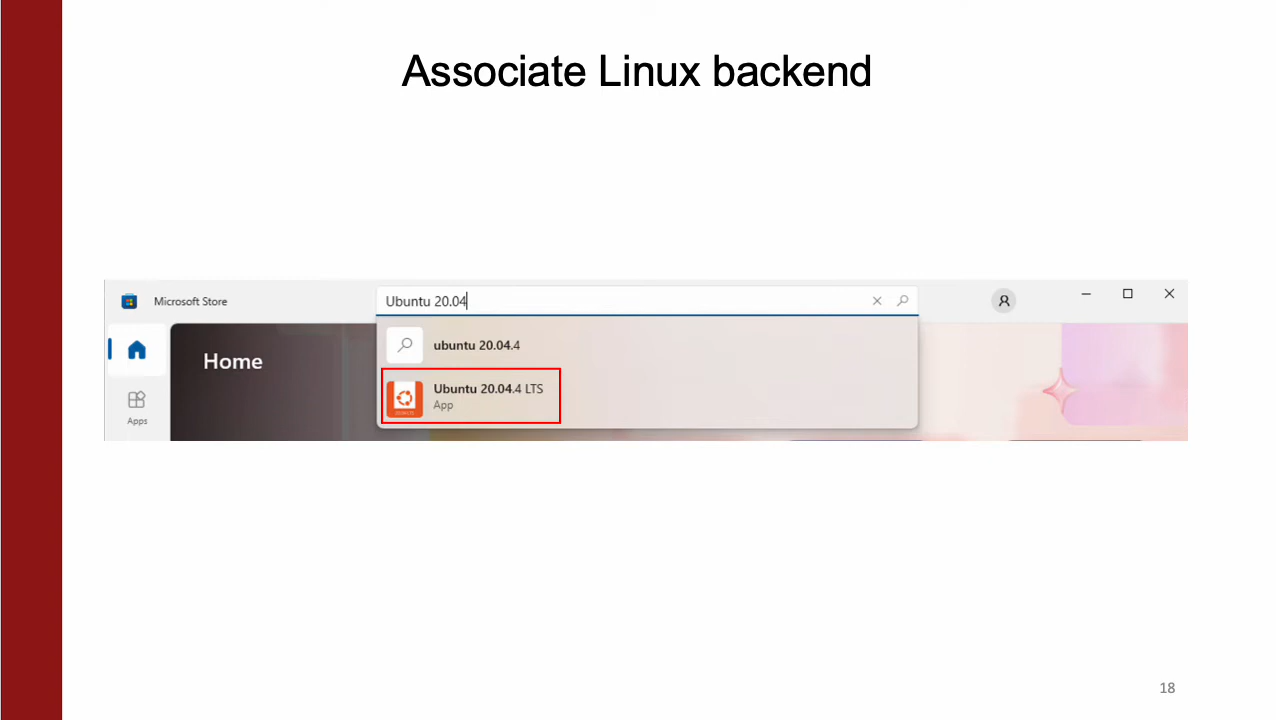 Associate Linux backend
Microsoft Store
Ubuntu 20.04
Home
ubuntu 20.04.4
Ubuntu 20.04.4 LTS
App
Apps
18